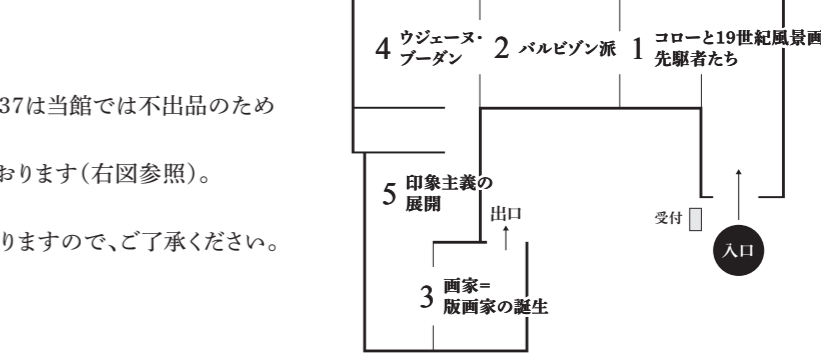 37は当館では不出品のため
おります（右図参照）。
りますので、ご了承ください。
4 ウジェーヌ・
ブーダン
2 バルビゾン派
1 コローと19世紀風景画
先駆者たち
5 印象主義の
展開
出口
受付
入口
3 画家=
版画家の誕生